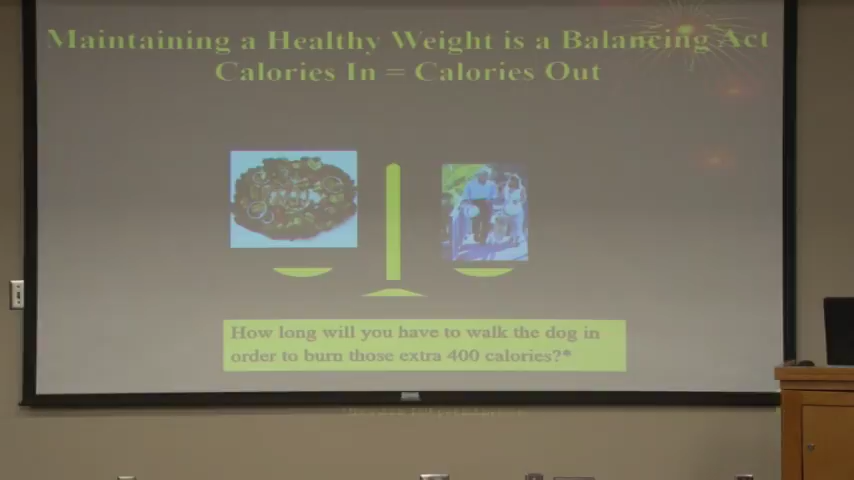 Maintaining a Healthy Weight is a Balancing Act
Calories In = Calories Out
How long will you have to walk the dog in
order to burn those extra 400 calories?*